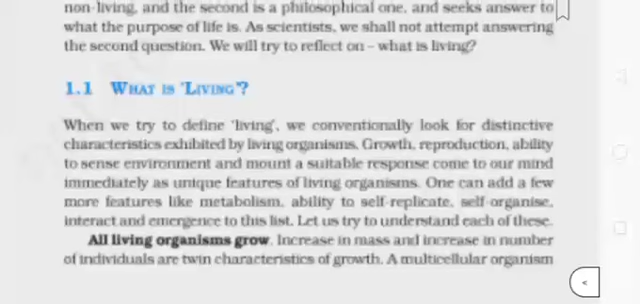 non-living, and the second is a philosophical one, and seeks answer to
what the purpose of life is. As scientists, we shall not attempt answering
the second question. We will try to reflect on – what is living?
1.1 WHAT IS 'LIVING'?
When we try to define 'living', we conventionally look for distinctive
characteristics exhibited by living organisms. Growth, reproduction, ability
to sense environment and mount a suitable response come to our mind
immediately as unique features of living organisms. One can add a few
more features like metabolism, ability to self-replicate, self-organise,
interact and emergence to this list. Let us try to understand each of these.
All living organisms grow. Increase in mass and increase in number
of individuals are twin characteristics of growth. A multicellular organism